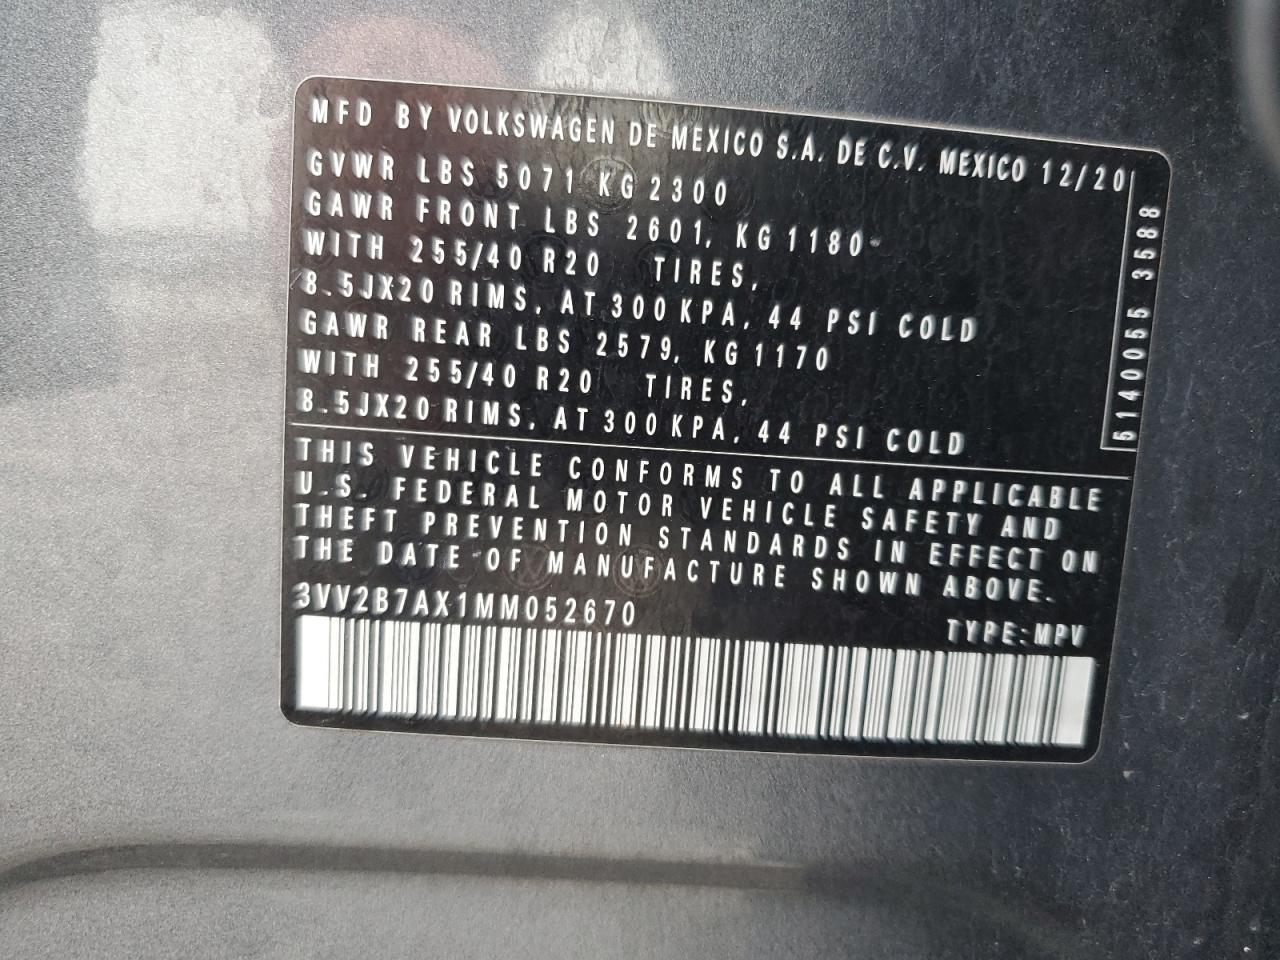 MFD BY VOLKSWAGEN DE MEXICO S.A. DE C.V. MEXICO 12/20
GVWR LBS 5071 KG 2300
GAWR FRONT LBS 2601, KG 1180
WITH 255/40 R20 TIRES,
8.5JX20 RIMS, AT 300 KPA, 44 PSI COLD
GAWR REAR LBS 2579, KG 1170
WITH 255/40 R20 TIRES,
8.5JX20 RIMS, AT 300 KPA, 44 PSI COLD
5140055 3588
THIS VEHICLE CONFORMS TO ALL APPLICABLE
U.S. FEDERAL MOTOR VEHICLE SAFETY AND
THEFT PREVENTION STANDARDS IN EFFECT ON
THE DATE OF MANUFACTURE SHOWN ABOVE.
3VV2B7AX1MM052670
TYPE:MPV